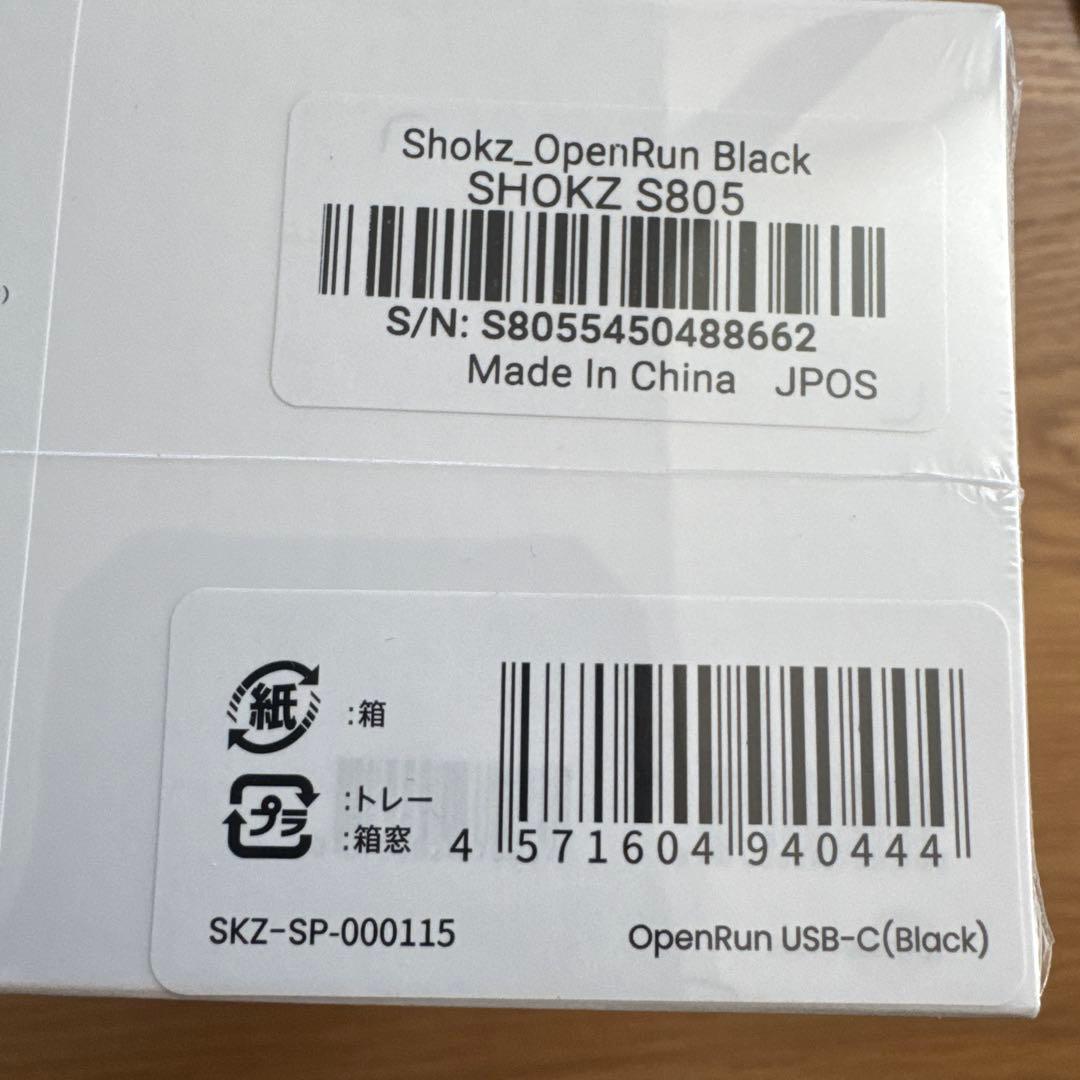 Shokz_OpenRun Black
SHOKZ S805
S/N: S8055450488662
Made In China JPOS
紙 :箱
プラ :トレー
:箱窓
4 571604 940444
SKZ-SP-000115
OpenRun USB-C(Black)